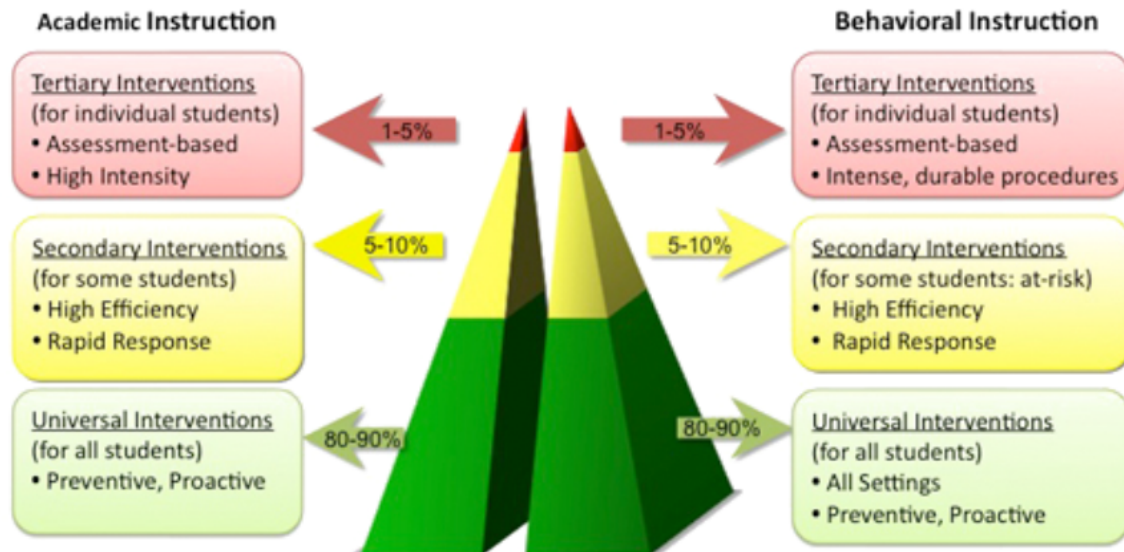 Academic Instruction
Tertiary Interventions
(for individual students)
• Assessment-based
• High Intensity
1-5%
Secondary Interventions
(for some students)
• High Efficiency
• Rapid Response
5-10%
Universal Interventions
(for all students)
• Preventive, Proactive
80-90%
Behavioral Instruction
1-5%
Tertiary Interventions
(for individual students)
• Assessment-based
• Intense, durable procedures
5-10%
Secondary Interventions
(for some students: at-risk)
• High Efficiency
• Rapid Response
80-90%
Universal Interventions
(for all students)
• All Settings
• Preventive, Proactive